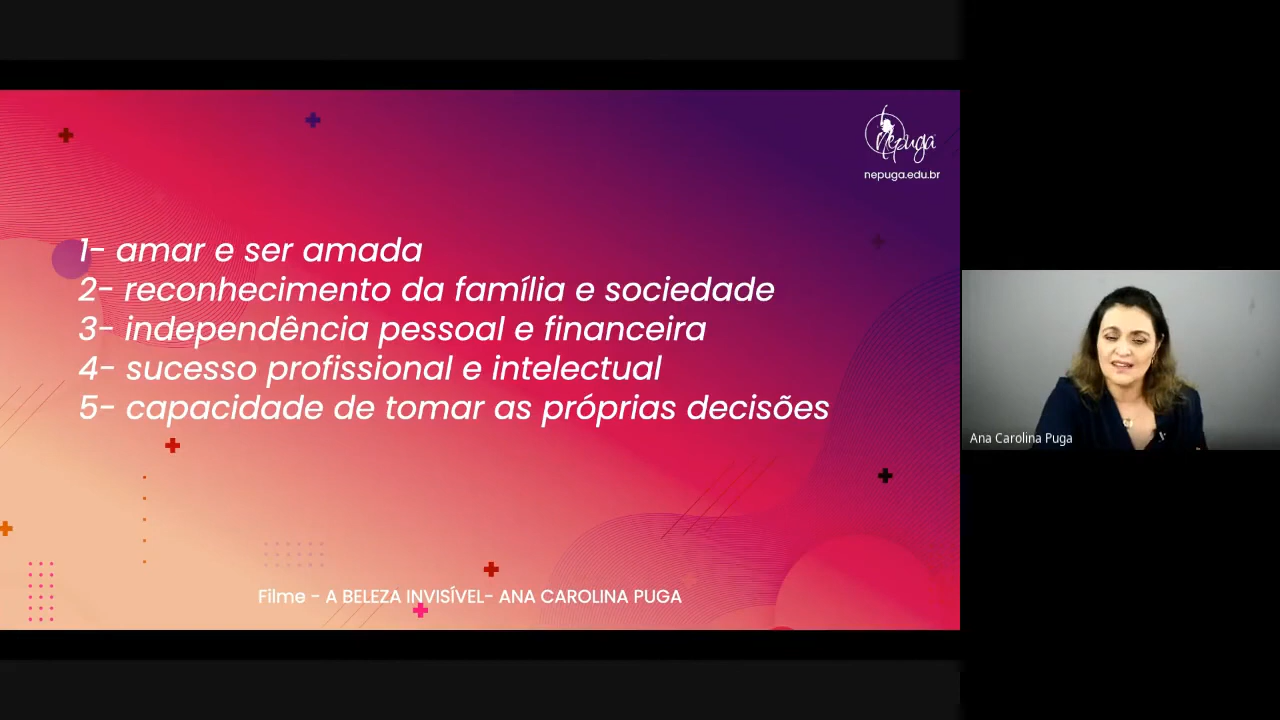 nepuga
nepuga.edu.br
1- amar e ser amada
2- reconhecimento da família e sociedade
3- independência pessoal e financeira
4- sucesso profissional e intelectual
5- capacidade de tomar as próprias decisões
Ana Carolina Puga
Filme - A BELEZA INVISÍVEL- ANA CAROLINA PUGA